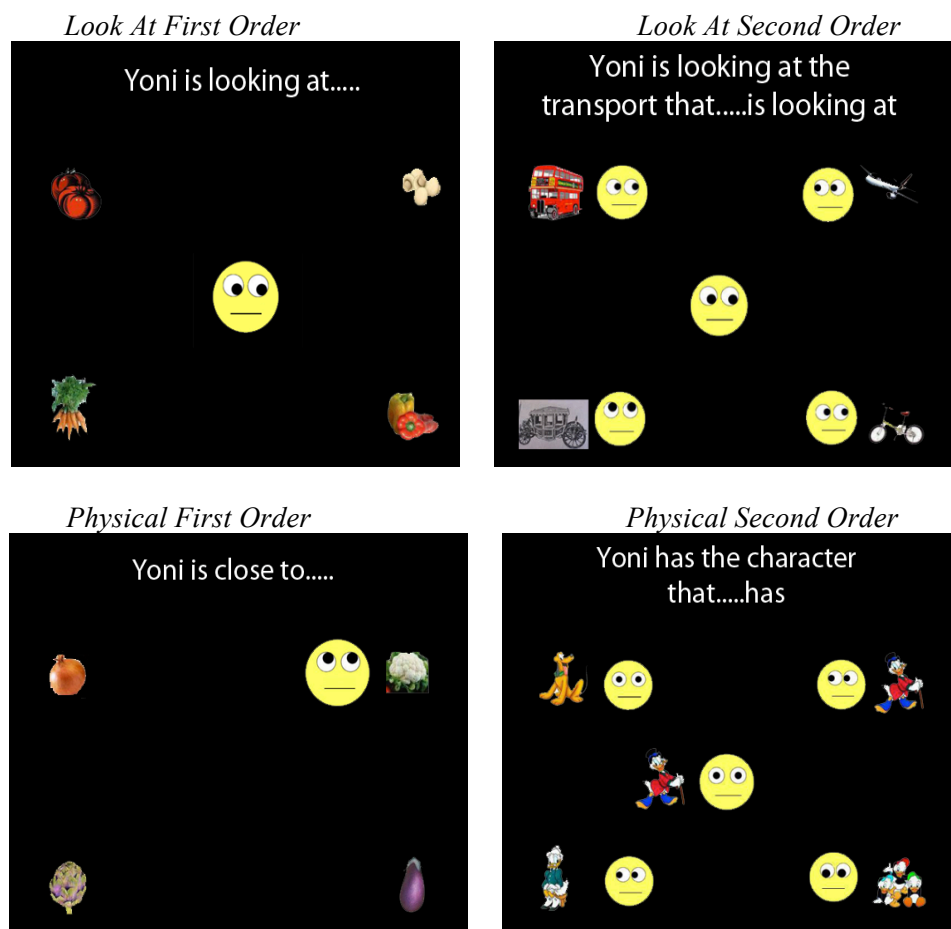 Look At First Order
Look At Second Order
Yoni is looking at.....
Yoni is looking at the
transport that.....is looking at
Physical First Order
Physical Second Order
Yoni is close to.....
Yoni has the character
that.....has